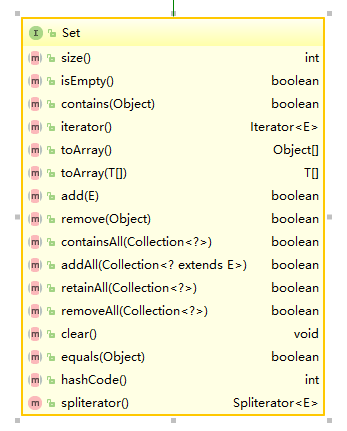 I Set
m size() int
m isEmpty() boolean
m contains(Object) boolean
m iterator() Iterator<E>
m toArray() Object[]
m toArray(T[]) T[]
m add(E) boolean
m remove(Object) boolean
m containsAll(Collection<?>) boolean
m addAll(Collection<? extends E>) boolean
m retainAll(Collection<?>) boolean
m removeAll(Collection<?>) boolean
m clear() void
m equals(Object) boolean
m hashCode() int
m spliterator() Spliterator<E>